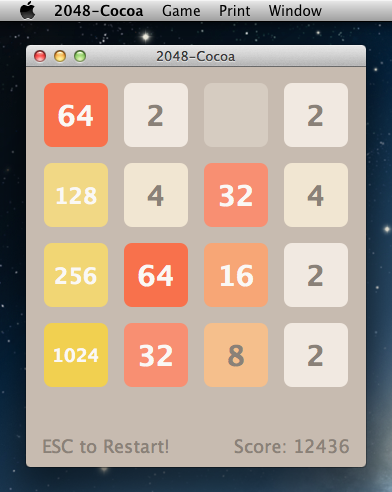 2048-Cocoa Game Print Window
2048-Cocoa
64 2 2
128 4 32 4
256 64 16 2
1024 32 8 2
ESC to Restart! Score: 12436